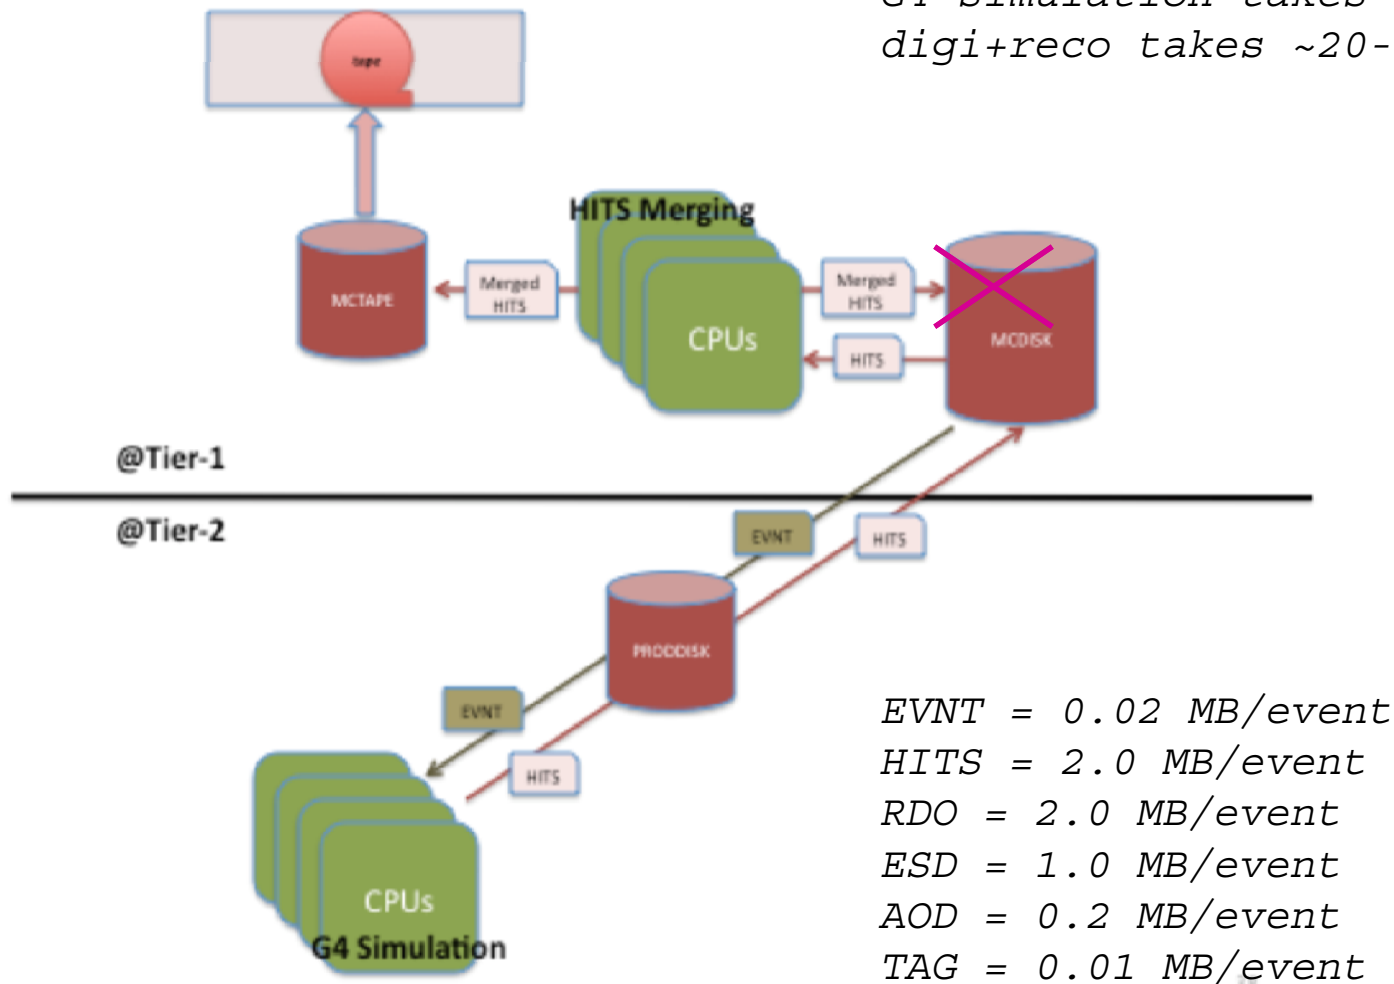 G4 simulation takes
digi+reco takes ~20-
tape
HITS Merging
Merged
HITS
Merged
HITS
MCTAPE
CPUs
HITS
MCDISK
@Tier-1
@Tier-2
EVNT
HITS
PRODDISK
EVNT
HITS
CPUs
G4 Simulation
EVNT = 0.02 MB/event
HITS = 2.0 MB/event
RDO = 2.0 MB/event
ESD = 1.0 MB/event
AOD = 0.2 MB/event
TAG = 0.01 MB/event